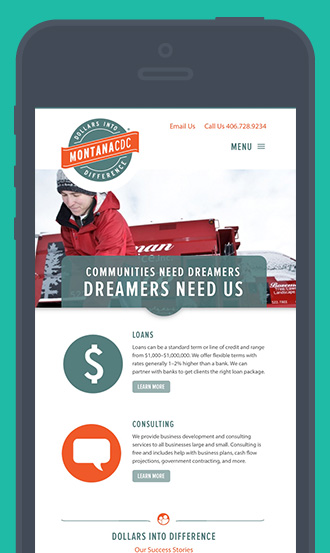 DOLLARS INTO
MONTANA CDC
DIFFERENCE
Email Us Call Us 406.728.9234
MENU
COMMUNITIES NEED DREAMERS
DREAMERS NEED US
LOANS
Loans can be a standard term or line of credit and range
from $1,000–$1,000,000. We offer flexible terms with
rates generally 1–2% higher than a bank. We can
partner with banks to get clients the right loan package.
LEARN MORE
$
CONSULTING
We provide business development and consulting
services to all businesses large and small. Consulting is
free and includes help with business plans, cash flow
projections, government contracting, and more.
LEARN MORE
DOLLARS INTO DIFFERENCE
Our Success Stories